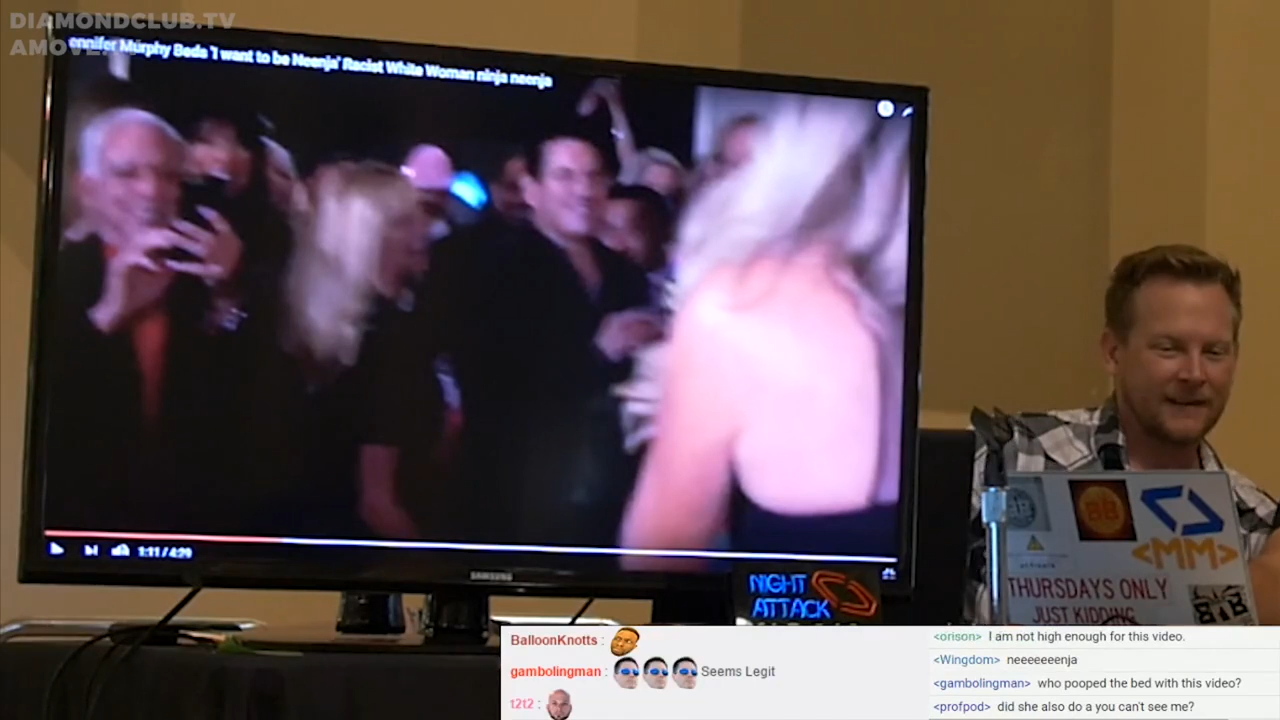 DIAMONDCLUB.TV
ennifer Murphy Beds 'I want to be Neenja' Racist White Woman ninja neenja
1:11 / 4:29
SAMSUNG
NIGHT
ATTACK
BB
<MM>
THURSDAYS ONLY
JUST KIDDING
BalloonKnotts :
gambolingman : Seems Legit
t2t2 :
<orison> I am not high enough for this video.
<Wingdom> neeeeeeenja
<gambolingman> who pooped the bed with this video?
<profpod> did she also do a you can't see me?